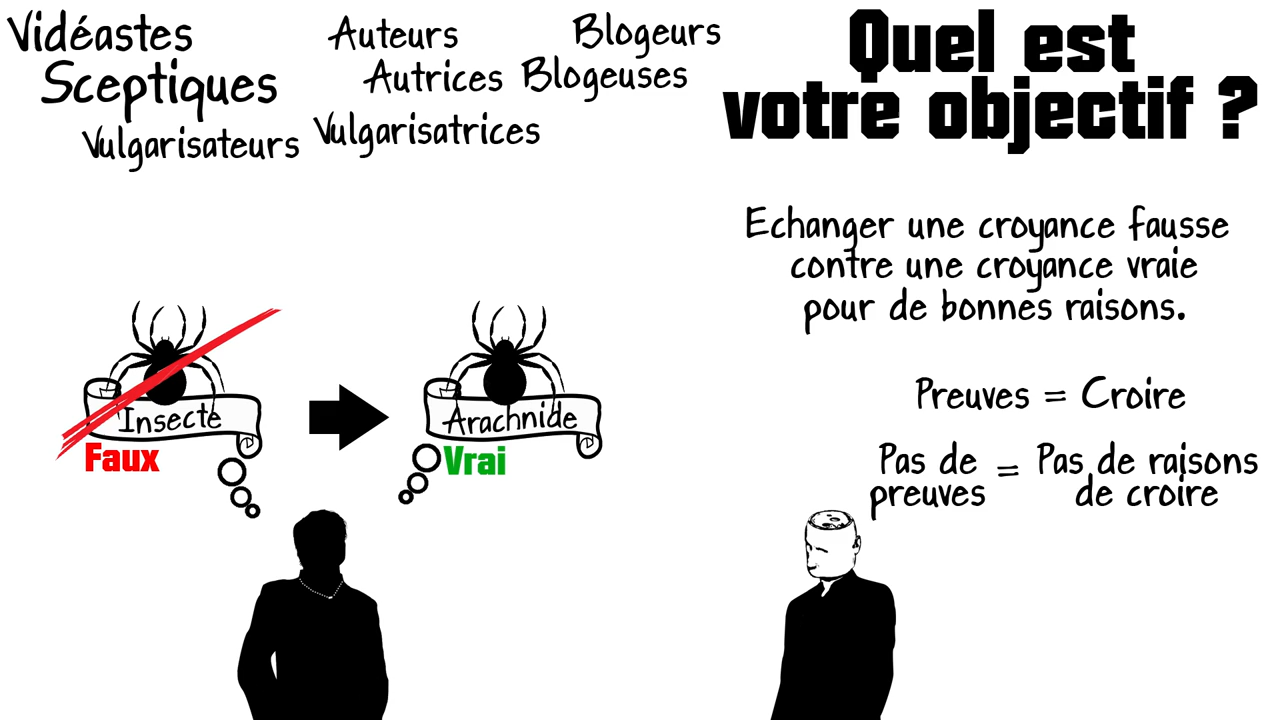 Vidéastes
Sceptiques
Vulgarisateurs
Auteurs
Autrices
Vulgarisatrices
Blogeurs
Blogeuses
Quel est
votre objectif ?
Echanger une croyance fausse
contre une croyance vraie
pour de bonnes raisons.
Insecte
Faux
Arachnide
Vrai
Preuves = Croire
Pas de preuves = Pas de raisons de croire